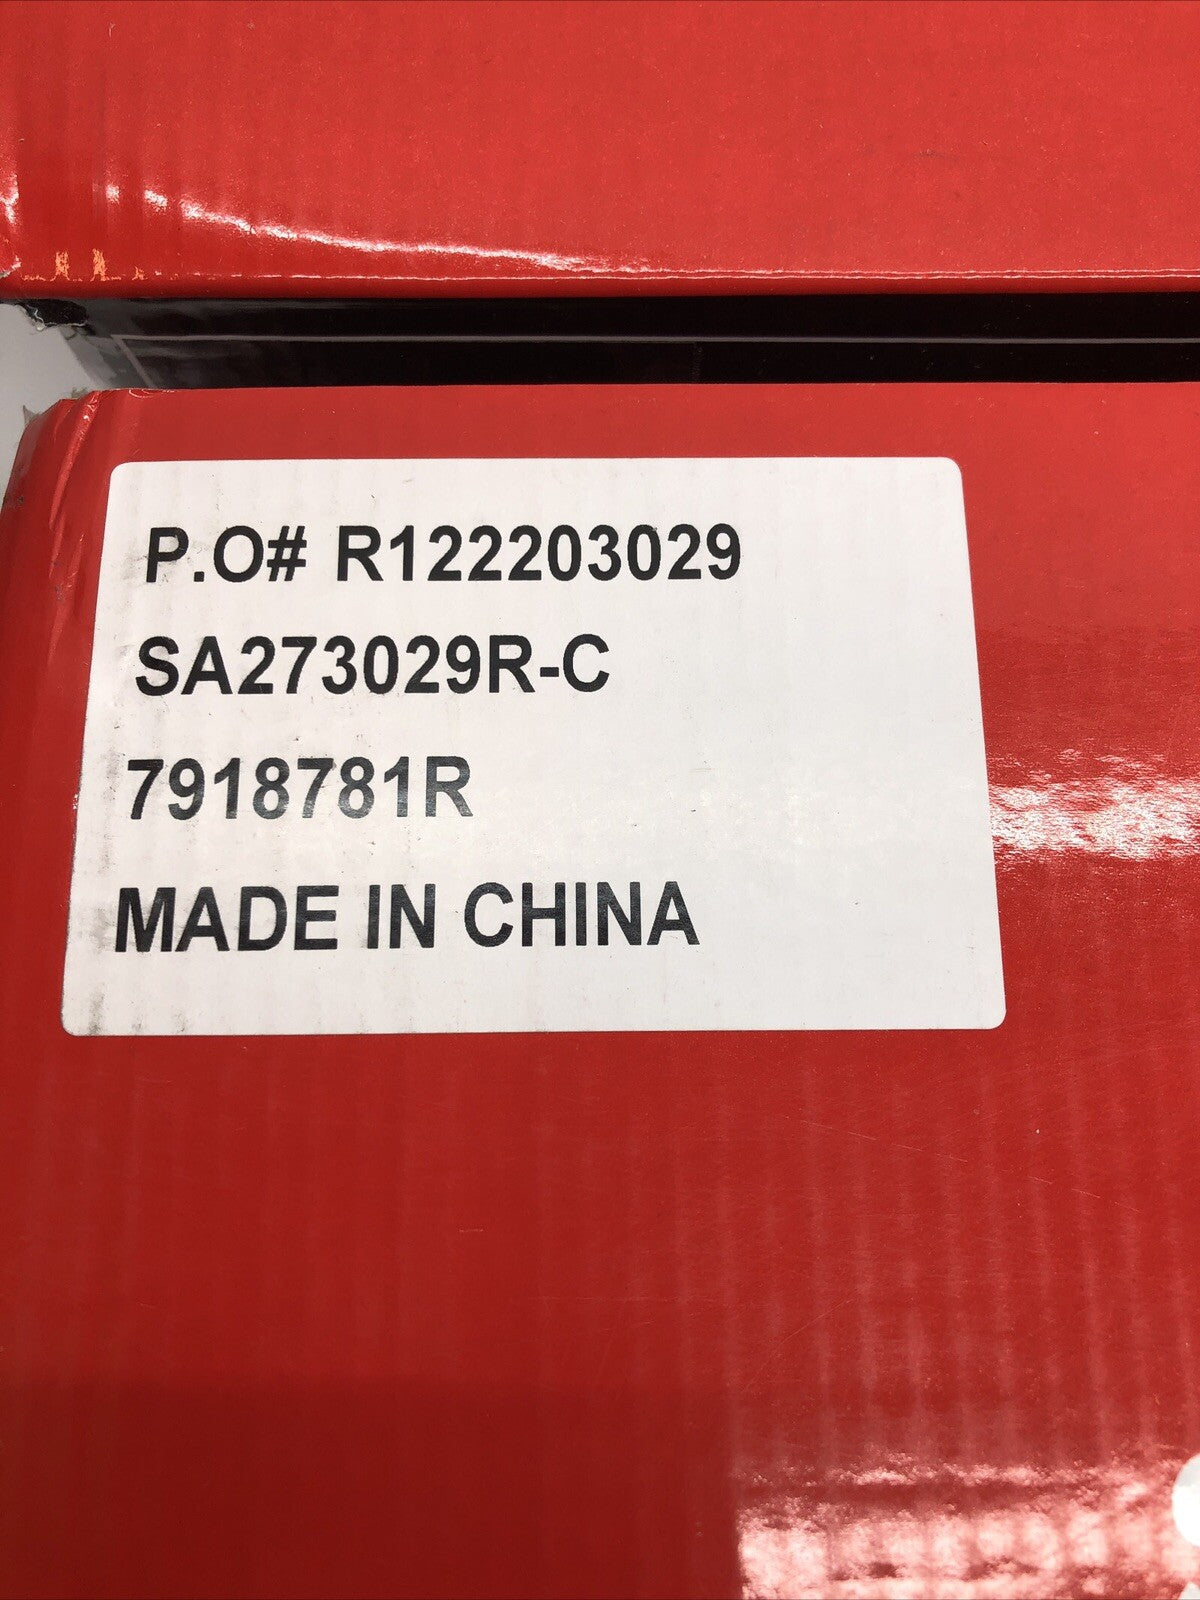 P.O# R122203029
SA273029R-C
7918781R
MADE IN CHINA